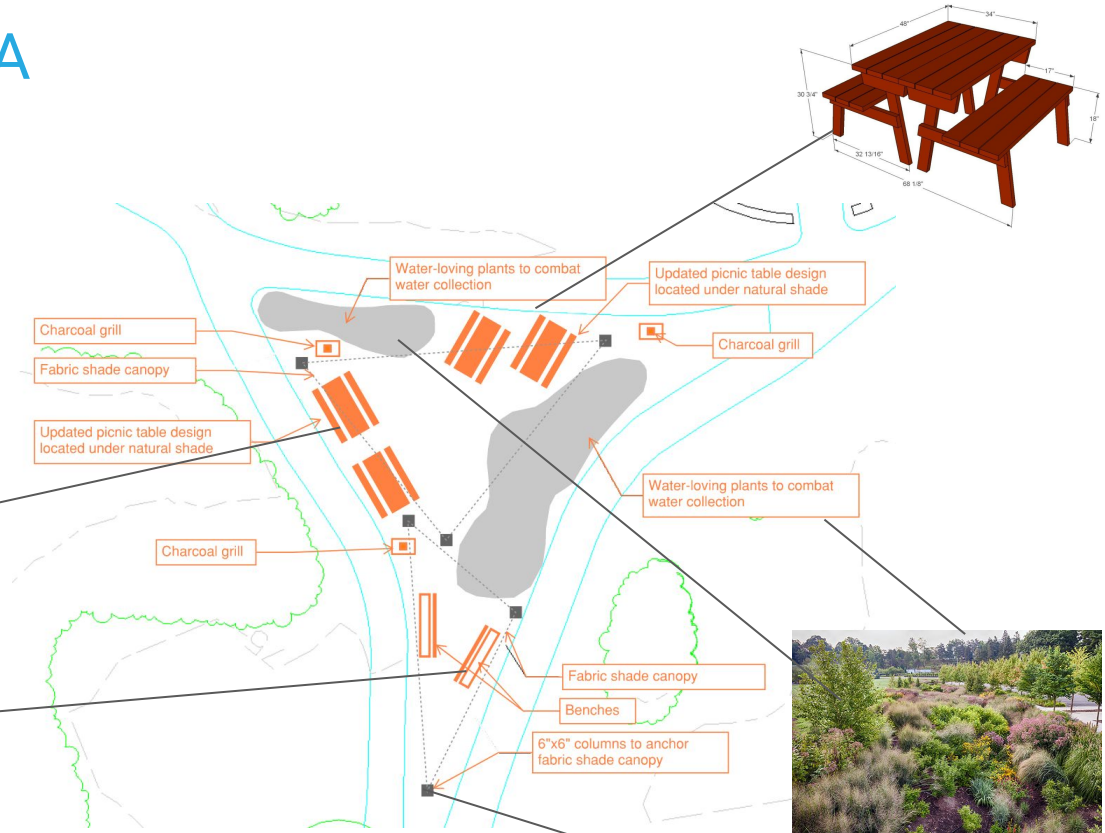 A
48"
34"
17"
30 3/4"
18"
32 13/16"
68 1/8"
Water-loving plants to combat
water collection
Updated picnic table design
located under natural shade
Charcoal grill
Charcoal grill
Fabric shade canopy
Updated picnic table design
located under natural shade
Water-loving plants to combat
water collection
Charcoal grill
Fabric shade canopy
Benches
6"x6" columns to anchor
fabric shade canopy